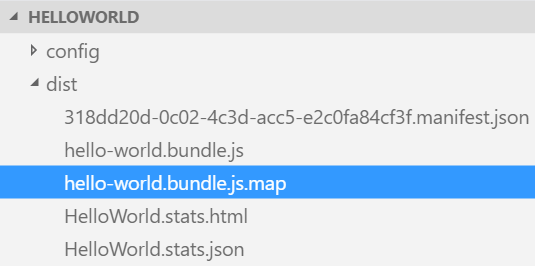 HELLOWORLD
config
dist
318dd20d-0c02-4c3d-acc5-e2c0fa84cf3f.manifest.json
hello-world.bundle.js
hello-world.bundle.js.map
HelloWorld.stats.html
HelloWorld.stats.json